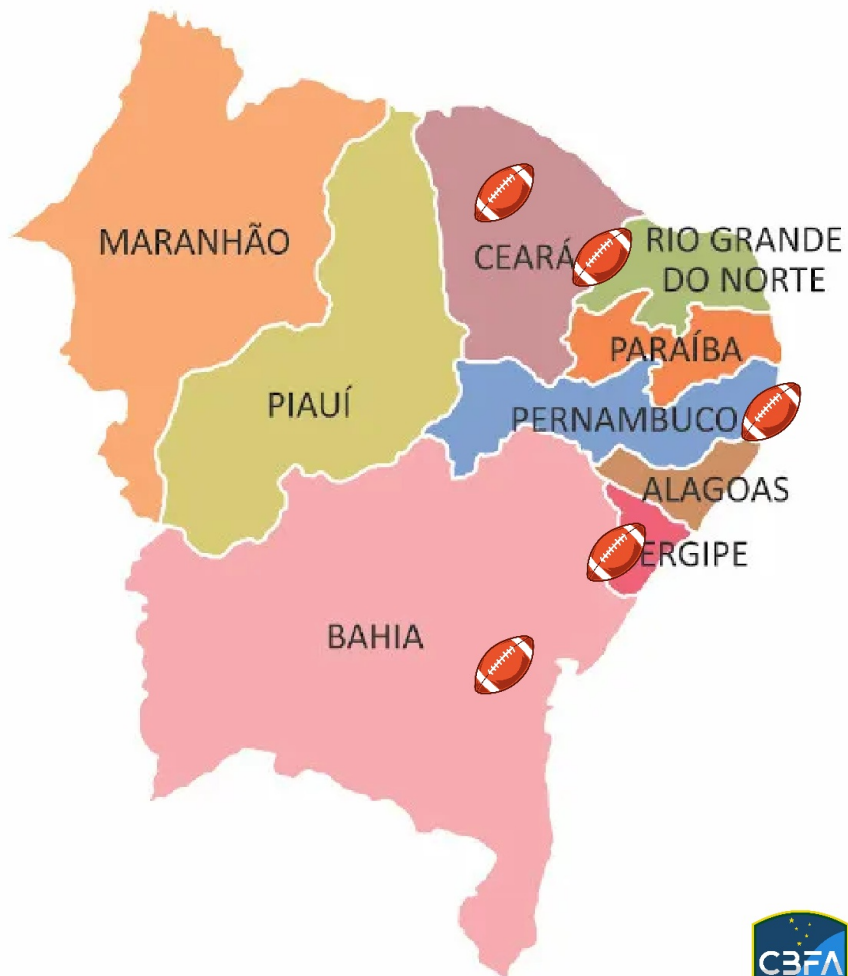 MARANHÃO
CEARÁ
RIO GRANDE
DO NORTE
PARAÍBA
PIAUÍ
PERNAMBUCO
ALAGOAS
ERGIPE
BAHIA
CBFA